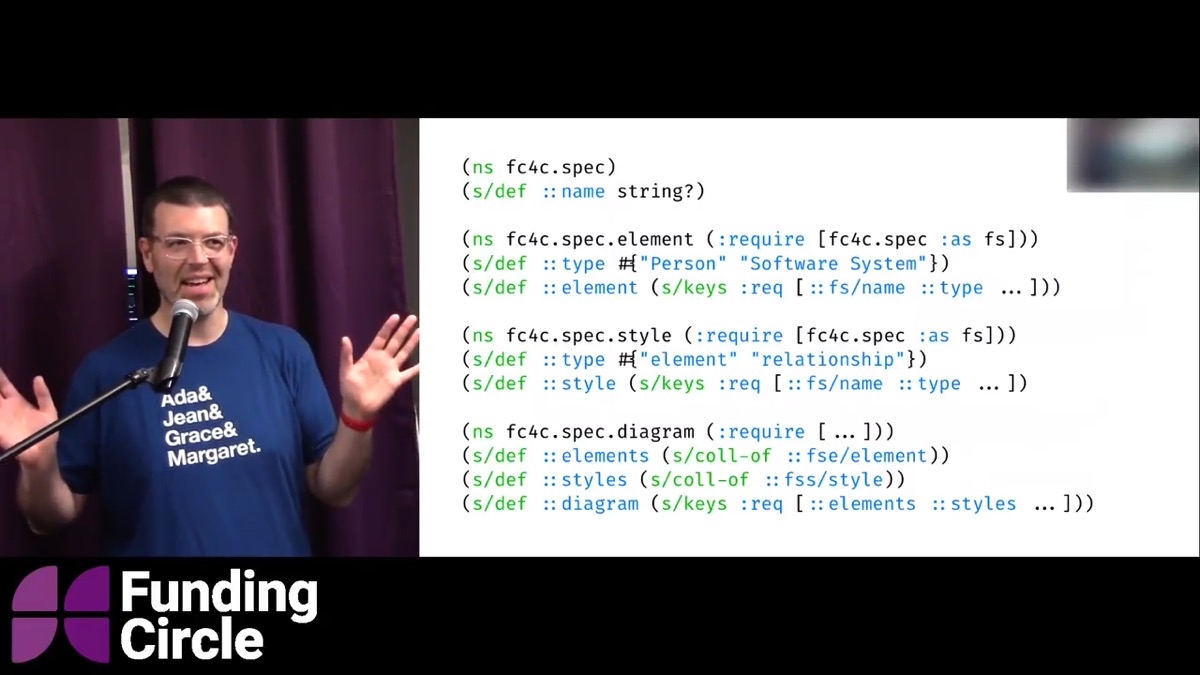 Ada&
Jean&
Grace&
Margaret.
(ns fc4c.spec)
(s/def ::name string?)
(ns fc4c.spec.element (:require [fc4c.spec :as fs]))
(s/def ::type #{"Person" "Software System"})
(s/def ::element (s/keys :req [::fs/name ::type ...]))
(ns fc4c.spec.style (:require [fc4c.spec :as fs]))
(s/def ::type #{"element" "relationship"})
(s/def ::style (s/keys :req [::fs/name ::type ...])
(ns fc4c.spec.diagram (:require [...]))
(s/def ::elements (s/coll-of ::fse/element))
(s/def ::styles (s/coll-of ::fss/style))
(s/def ::diagram (s/keys :req [::elements ::styles ...]))
Funding
Circle